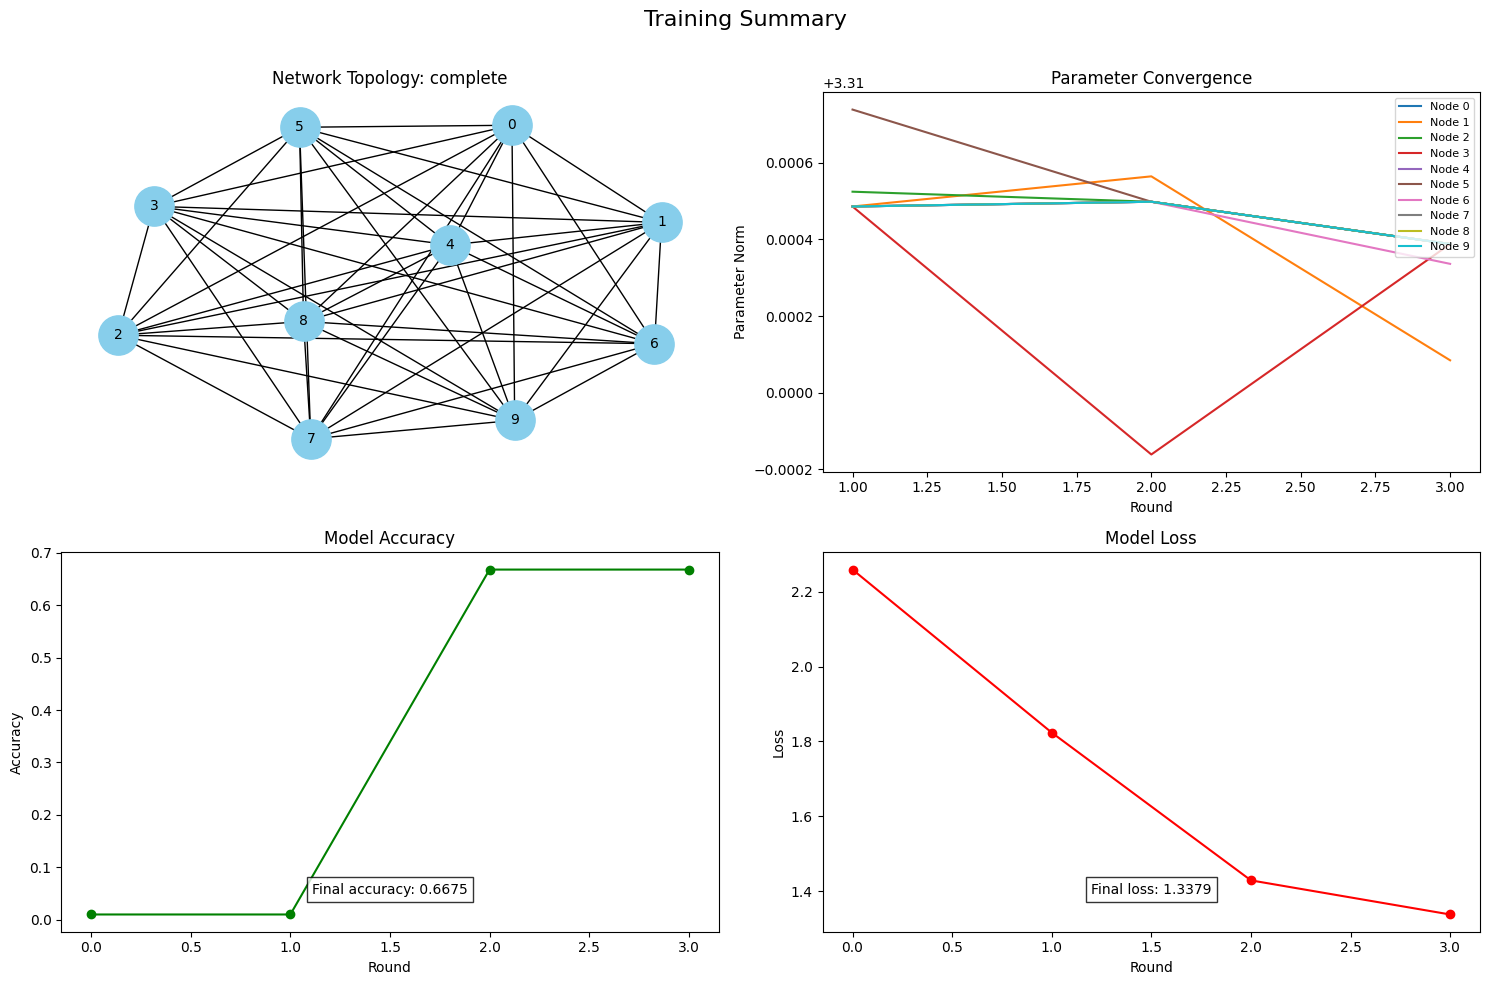 Training Summary
Network Topology: complete
5
0
3
1
4
8
2
6
9
7
Parameter Convergence
+3.31
Parameter Norm
0.0006
0.0004
0.0002
0.0000
−0.0002
Node 0
Node 1
Node 2
Node 3
Node 4
Node 5
Node 6
Node 7
Node 8
Node 9
1.00 1.25 1.50 1.75 2.00 2.25 2.50 2.75 3.00
Round
Model Accuracy
Accuracy
0.7
0.6
0.5
0.4
0.3
0.2
0.1
0.0
Final accuracy: 0.6675
0.0 0.5 1.0 1.5 2.0 2.5 3.0
Round
Model Loss
Loss
2.2
2.0
1.8
1.6
1.4
Final loss: 1.3379
0.0 0.5 1.0 1.5 2.0 2.5 3.0
Round